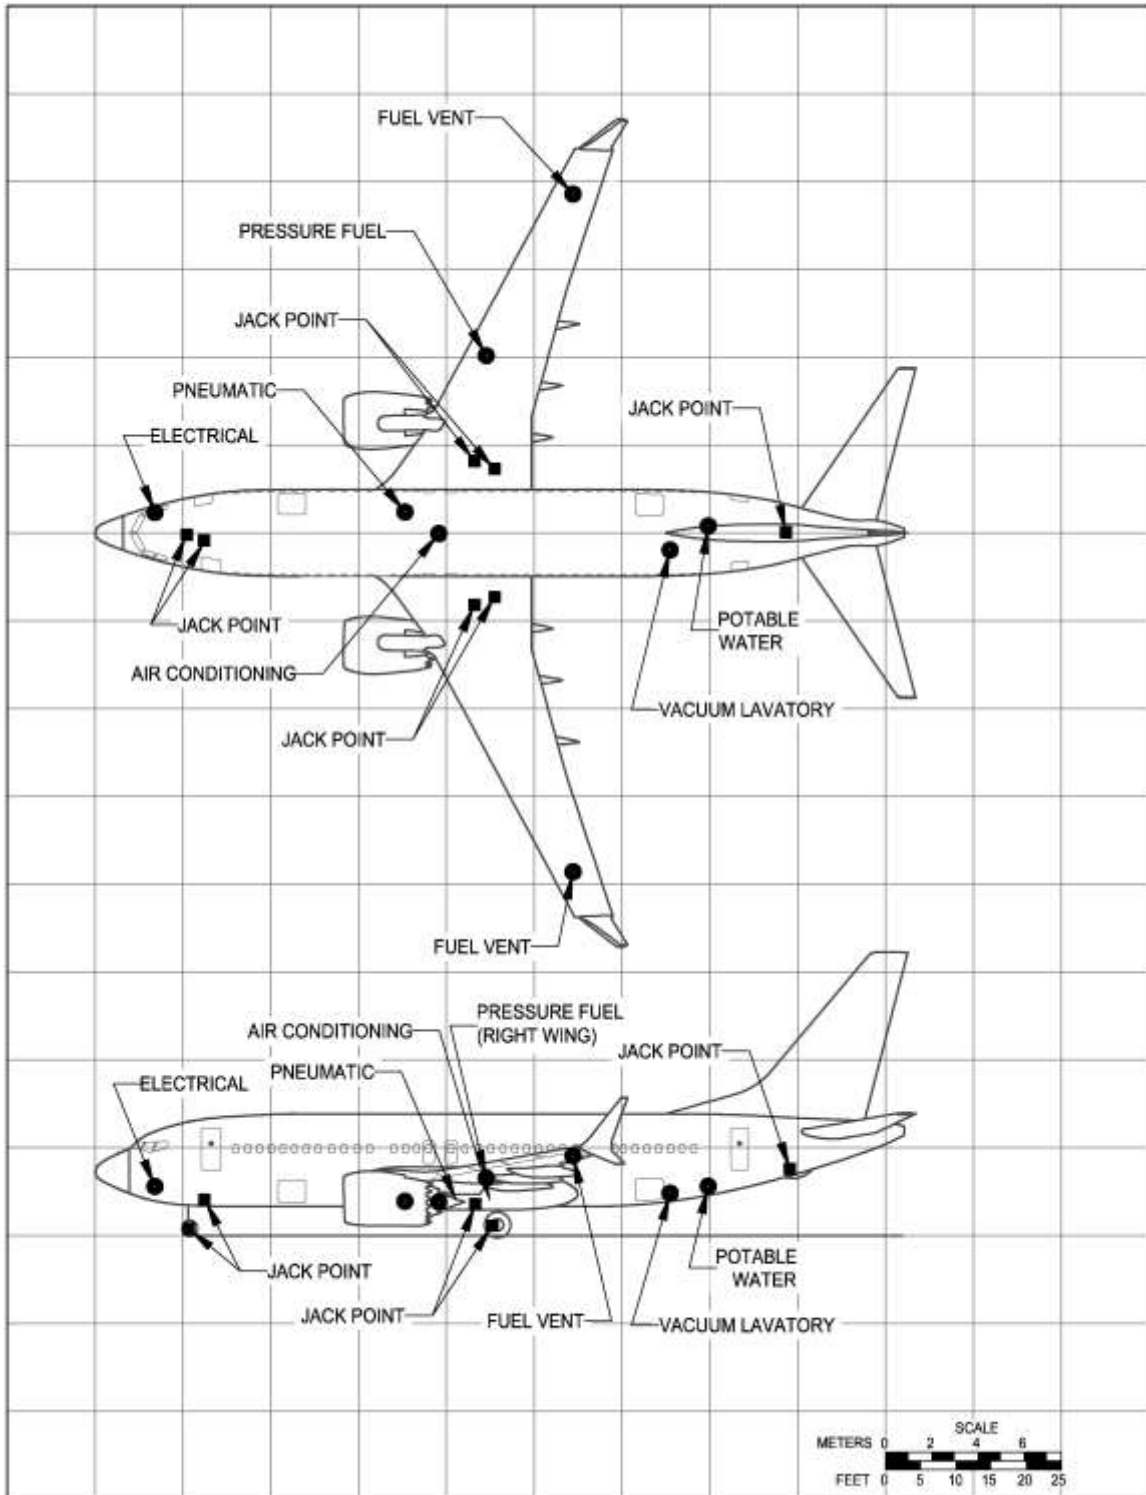 FUEL VENT
PRESSURE FUEL
JACK POINT
PNEUMATIC
JACK POINT
ELECTRICAL
JACK POINT
POTABLE
WATER
AIR CONDITIONING
VACUUM LAVATORY
JACK POINT
FUEL VENT
PRESSURE FUEL
(RIGHT WING)
AIR CONDITIONING
JACK POINT
PNEUMATIC
ELECTRICAL
POTABLE
WATER
JACK POINT
JACK POINT
FUEL VENT
VACUUM LAVATORY
SCALE
METERS 0 2 4 6
FEET 0 5 10 15 20 25